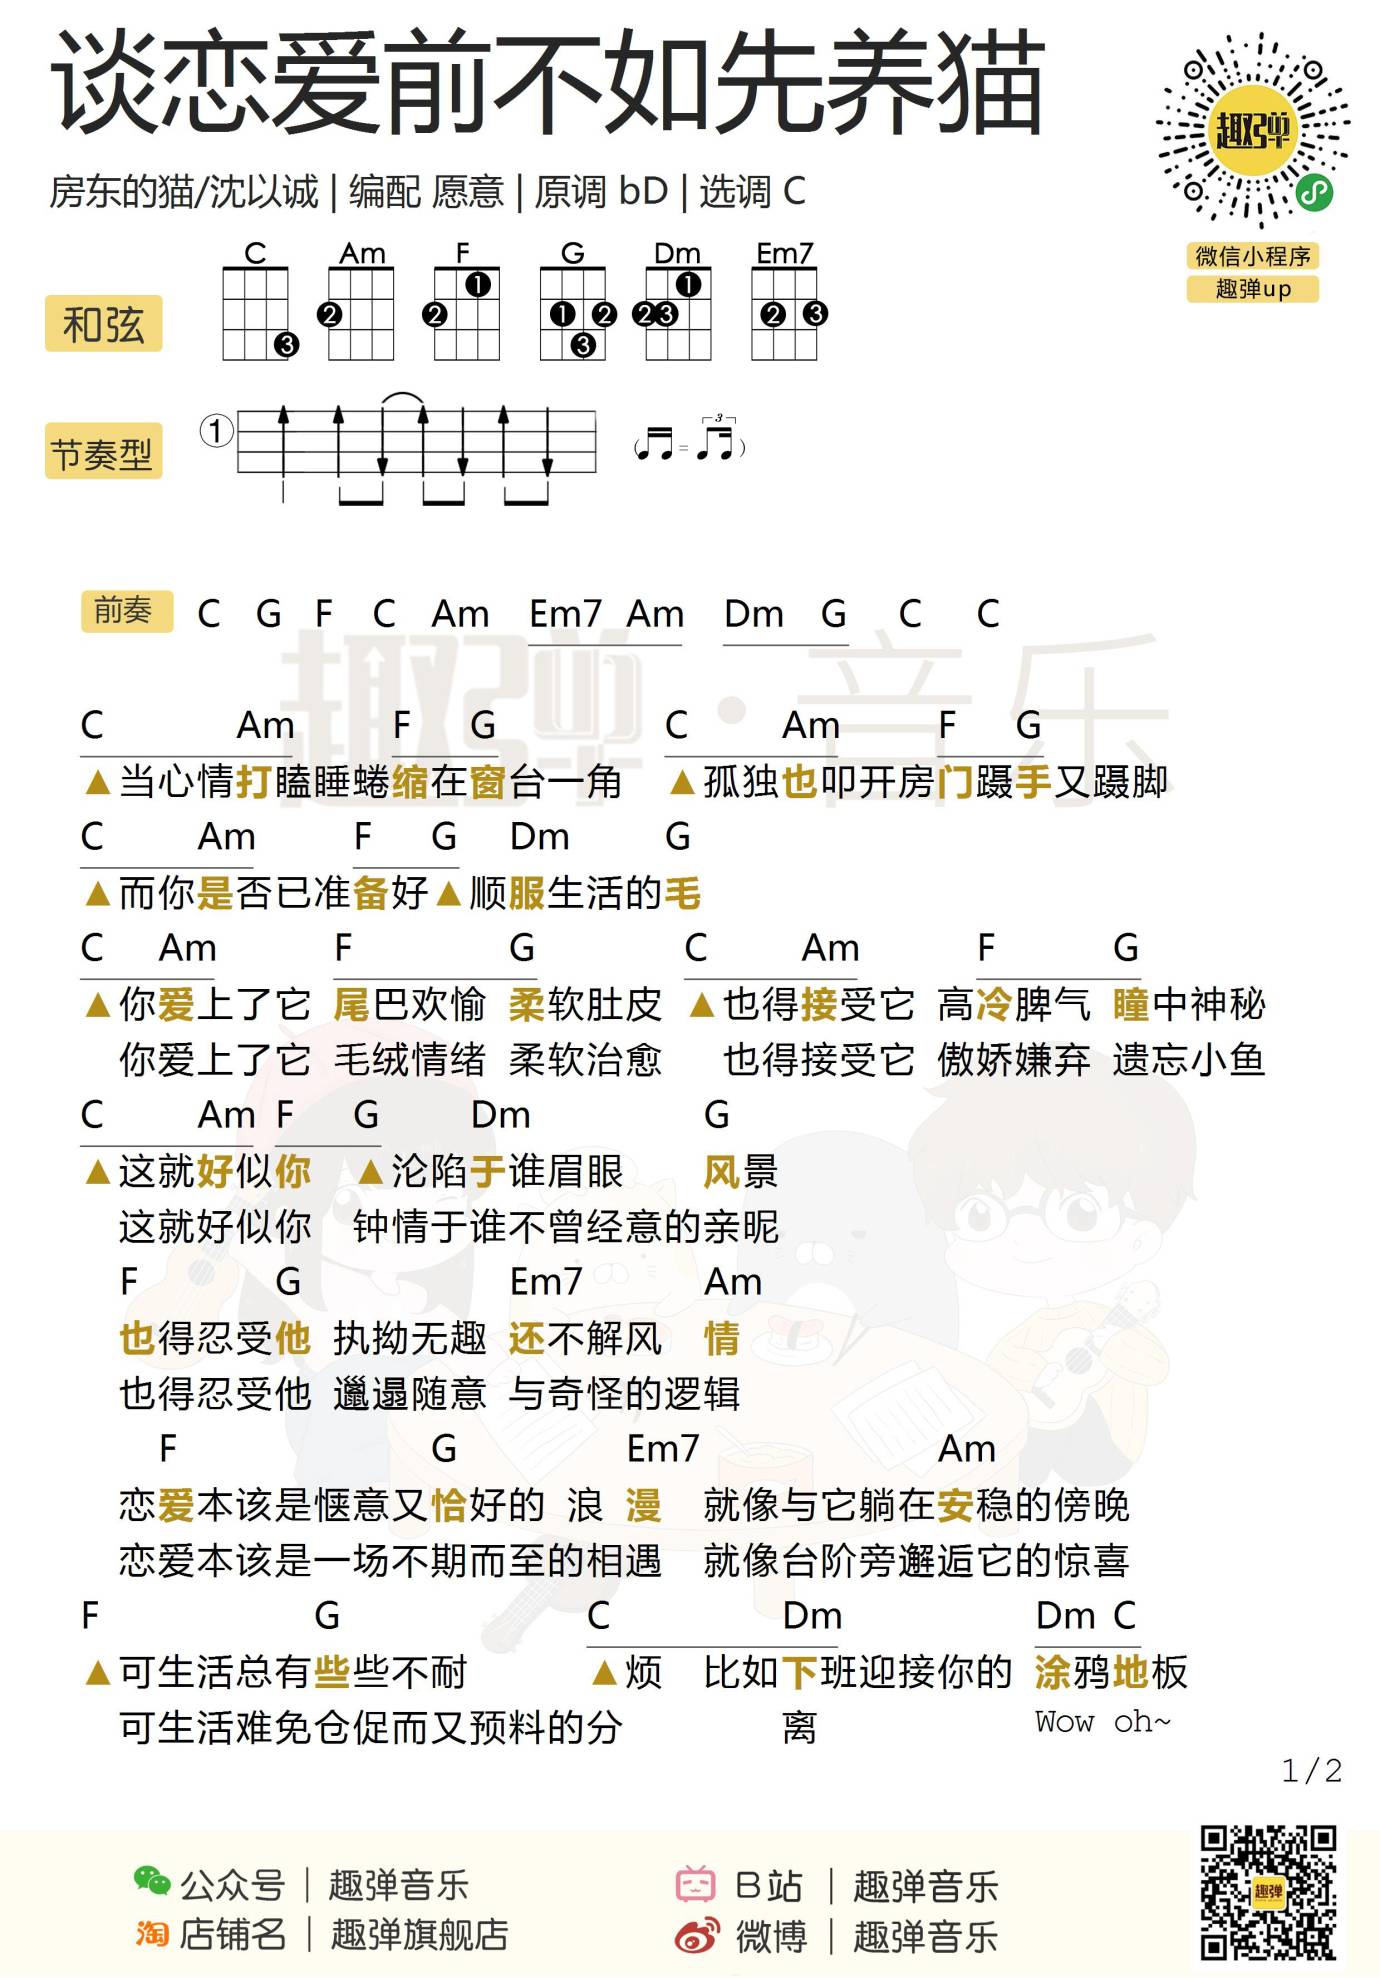 谈恋爱前不如先养猫
趣弹
房东的猫/沈以诚 | 编配 愿意 | 原调 bD | 选调 C
微信小程序
趣弹up
和弦
C Am F G Dm Em7
3 2 2 1 1 2 3 2 3 1 2 3
节奏型
1
( = 3 )
前奏 C G F C Am Em7 Am Dm G C C
趣弹·音乐
C Am F G C Am F G
▲当心情打瞌睡蜷缩在窗台一角 ▲孤独也叩开房门蹑手又蹑脚
C Am F G Dm G
▲而你是否已准备好▲顺服生活的毛
C Am F G C Am F G
▲你爱上了它 尾巴欢愉 柔软肚皮 ▲也得接受它 高冷脾气 瞳中神秘
你爱上了它 毛绒情绪 柔软治愈 也得接受它 傲娇嫌弃 遗忘小鱼
C Am F G Dm G
▲这就好似你 ▲沦陷于谁眉眼 风景
这就好似你 钟情于谁不曾经意的亲昵
F G Em7 Am
也得忍受他 执拗无趣 还不解风 情
也得忍受他 邋遢随意 与奇怪的逻辑
F G Em7 Am
恋爱本该是惬意又恰好的 浪 漫 就像与它躺在安稳的傍晚
恋爱本该是一场不期而至的相遇 就像台阶旁邂逅它的惊喜
F G C Dm Dm C
▲可生活总有些些不耐 ▲烦 比如下班迎接你的 涂鸦地板
可生活难免仓促而又预料的分 离 Wow oh~
1/2
公众号 | 趣弹音乐 B站 | 趣弹音乐
趣弹
淘 店铺名 | 趣弹旗舰店 微博 | 趣弹音乐